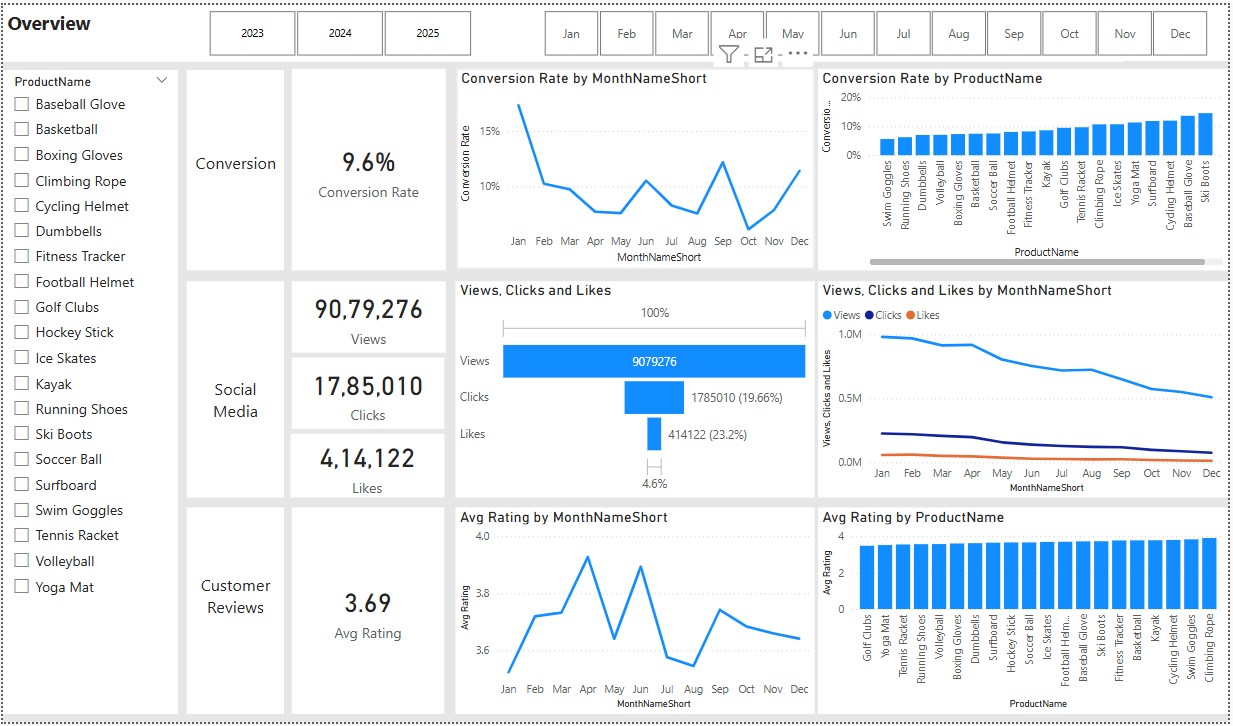 Overview
2023
2024
2025
Jan
Feb
Mar
Apr
May
Jun
Jul
Aug
Sep
Oct
Nov
Dec
ProductName
Baseball Glove
Basketball
Boxing Gloves
Climbing Rope
Cycling Helmet
Dumbbells
Fitness Tracker
Football Helmet
Golf Clubs
Hockey Stick
Ice Skates
Kayak
Running Shoes
Ski Boots
Soccer Ball
Surfboard
Swim Goggles
Tennis Racket
Volleyball
Yoga Mat
Conversion
9.6%
Conversion Rate
Conversion Rate by MonthNameShort
Conversion Rate
15%
10%
Jan Feb Mar Apr May Jun Jul Aug Sep Oct Nov Dec
MonthNameShort
Conversion Rate by ProductName
Conversio...
20%
10%
0%
Swim Goggles
Running Shoes
Dumbbells
Volleyball
Boxing Gloves
Basketball
Soccer Ball
Football Helmet
Fitness Tracker
Kayak
Golf Clubs
Tennis Racket
Climbing Rope
Ice Skates
Yoga Mat
Surfboard
Cycling Helmet
Baseball Glove
Ski Boots
ProductName
Social
Media
90,79,276
Views
17,85,010
Clicks
4,14,122
Likes
Views, Clicks and Likes
100%
Views
9079276
Clicks
1785010 (19.66%)
Likes
414122 (23.2%)
4.6%
Views, Clicks and Likes by MonthNameShort
Views Clicks Likes
Views, Clicks and Likes
1.0M
0.5M
0.0M
Jan Feb Mar Apr May Jun Jul Aug Sep Oct Nov Dec
MonthNameShort
Customer
Reviews
3.69
Avg Rating
Avg Rating by MonthNameShort
Avg Rating
4.0
3.8
3.6
Jan Feb Mar Apr May Jun Jul Aug Sep Oct Nov Dec
MonthNameShort
Avg Rating by ProductName
Avg Rating
4
2
0
Golf Clubs
Yoga Mat
Tennis Racket
Running Shoes
Volleyball
Boxing Gloves
Dumbbells
Surfboard
Hockey Stick
Soccer Ball
Ice Skates
Football Helm...
Baseball Glove
Ski Boots
Fitness Tracker
Basketball
Kayak
Cycling Helmet
Swim Goggles
Climbing Rope
ProductName